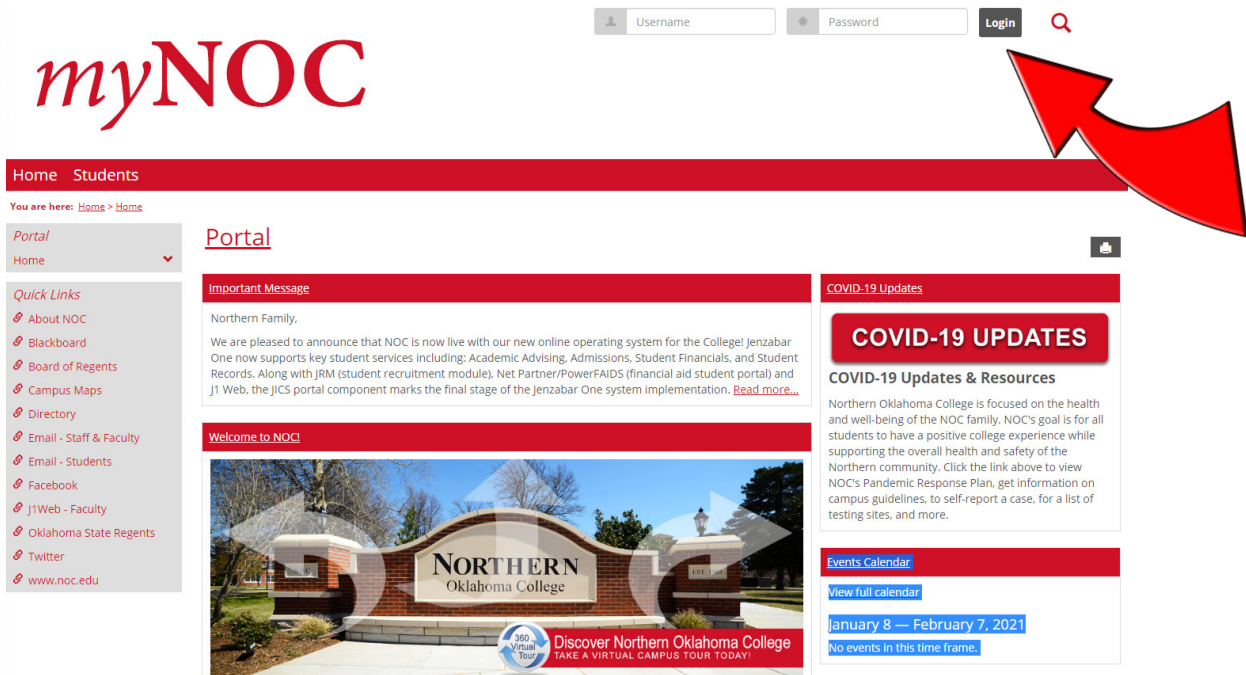 Username
Password
Login
myNOC
Home Students
You are here: Home > Home
Portal
Home
Quick Links
About NOC
Blackboard
Board of Regents
Campus Maps
Directory
Email - Staff & Faculty
Email - Students
Facebook
J1Web - Faculty
Oklahoma State Regents
Twitter
www.noc.edu
Portal
Important Message
Northern Family,
We are pleased to announce that NOC is now live with our new online operating system for the College! Jenzabar
One now supports key student services including: Academic Advising, Admissions, Student Financials, and Student
Records. Along with JRM (student recruitment module), Net Partner/PowerFAIDS (financial aid student portal) and
J1 Web, the JICS portal component marks the final stage of the Jenzabar One system implementation. Read more...
Welcome to NOC!
NORTHERN
Oklahoma College
EST. 1901
360
Virtual
Tour
Discover Northern Oklahoma College
TAKE A VIRTUAL CAMPUS TOUR TODAY!
COVID-19 Updates
COVID-19 UPDATES
COVID-19 Updates & Resources
Northern Oklahoma College is focused on the health
and well-being of the NOC family. NOC's goal is for all
students to have a positive college experience while
supporting the overall health and safety of the
Northern community. Click the link above to view
NOC's Pandemic Response Plan, get information on
campus guidelines, to self-report a case, for a list of
testing sites, and more.
Events Calendar
View full calendar
January 8 — February 7, 2021
No events in this time frame.